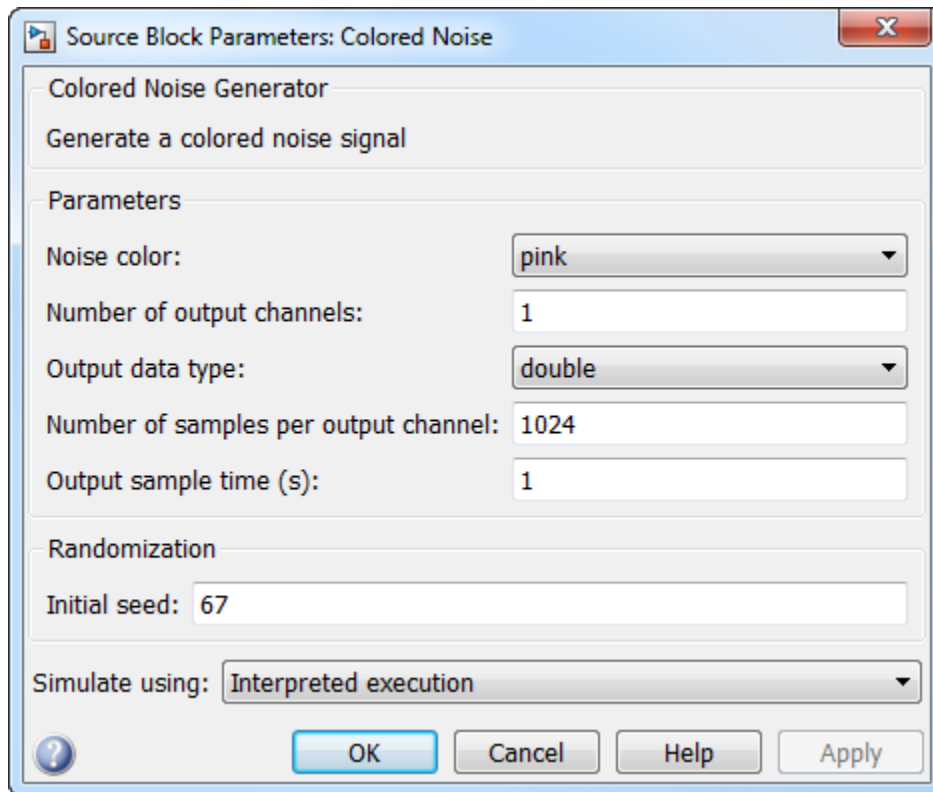 Source Block Parameters: Colored Noise
Colored Noise Generator
Generate a colored noise signal
Parameters
Noise color: pink
Number of output channels: 1
Output data type: double
Number of samples per output channel: 1024
Output sample time (s): 1
Randomization
Initial seed: 67
Simulate using: Interpreted execution
? OK Cancel Help Apply